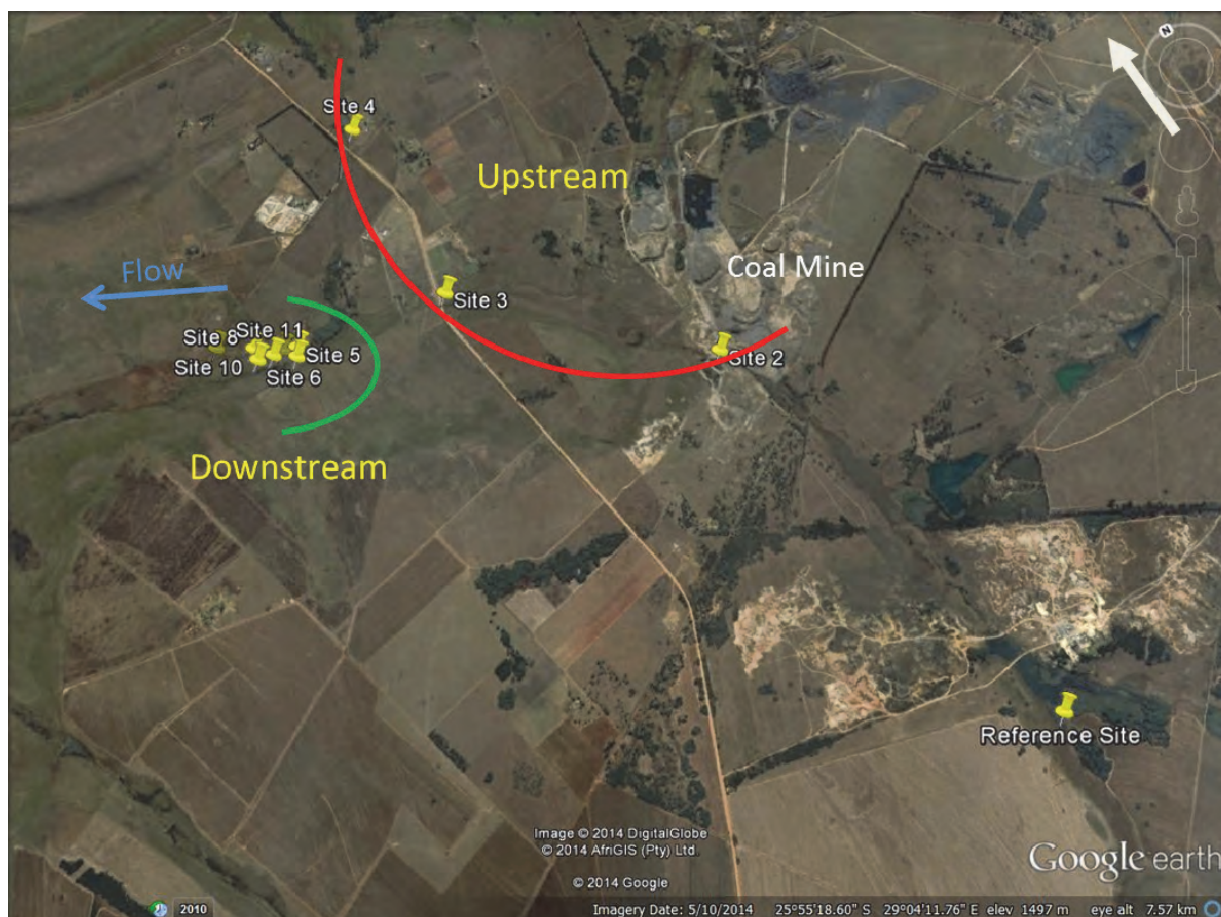 N
Site 4
Upstream
Coal Mine
Flow
Site 3
Site 8
Site 11
Site 2
Site 5
Site 10
Site 6
Downstream
Reference Site
Image © 2014 DigitalGlobe
© 2014 AfriGIS (Pty) Ltd.
© 2014 Google
Google earth
2010
Imagery Date: 5/10/2014 25°55'18.60" S 29°04'11.76" E elev 1497 m eye alt 7.57 km